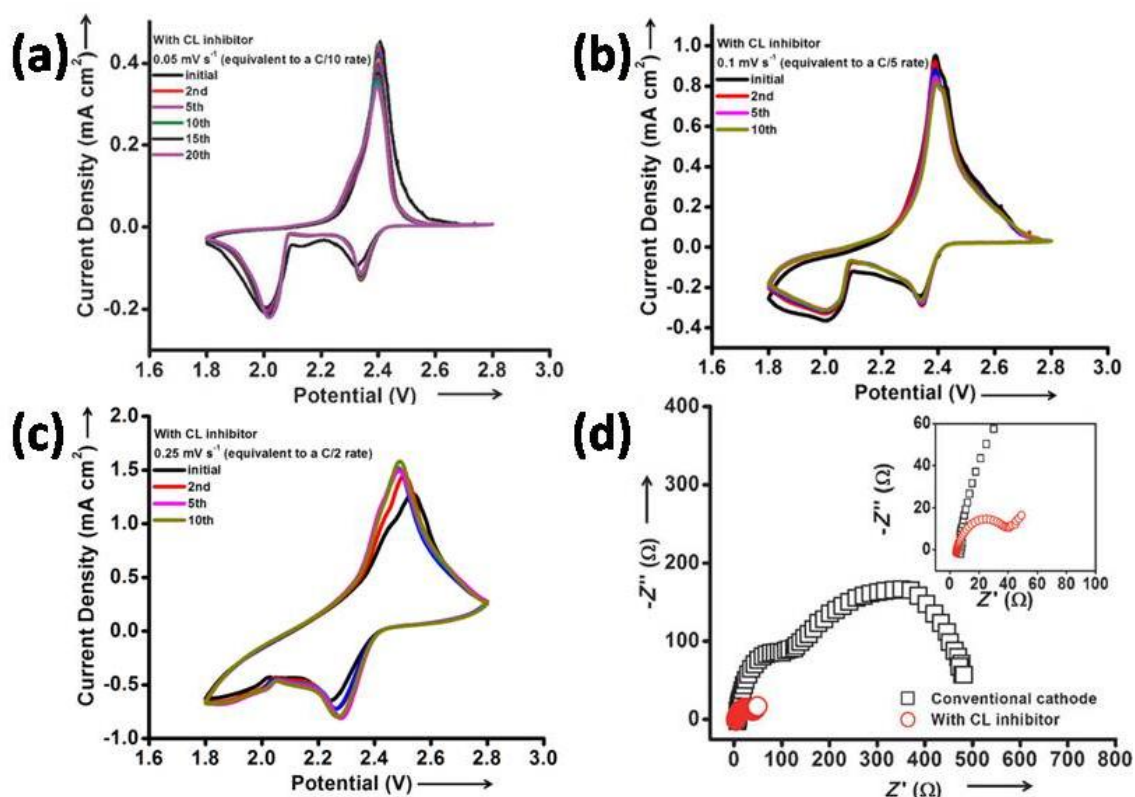 (a)
With CL inhibitor
0.05 mV s⁻¹ (equivalent to a C/10 rate)
initial
2nd
5th
10th
15th
20th
Current Density (mA cm²)
0.4
0.2
0.0
-0.2
1.6 1.8 2.0 2.2 2.4 2.6 2.8 3.0
Potential (V)
(b)
With CL inhibitor
0.1 mV s⁻¹ (equivalent to a C/5 rate)
initial
2nd
5th
10th
Current Density (mA cm²)
1.0
0.8
0.6
0.4
0.2
0.0
-0.2
-0.4
1.6 1.8 2.0 2.2 2.4 2.6 2.8 3.0
Potential (V)
(c)
With CL inhibitor
0.25 mV s⁻¹ (equivalent to a C/2 rate)
initial
2nd
5th
10th
Current Density (mA cm²)
2.0
1.5
1.0
0.5
0.0
-0.5
-1.0
1.6 1.8 2.0 2.2 2.4 2.6 2.8 3.0
Potential (V)
(d)
-Z'' (Ω)
400
300
200
100
0
0 100 200 300 400 500 600 700 800
Z' (Ω)
Conventional cathode
With CL inhibitor
-Z'' (Ω)
60
40
20
0
0 20 40 60 80 100
Z' (Ω)